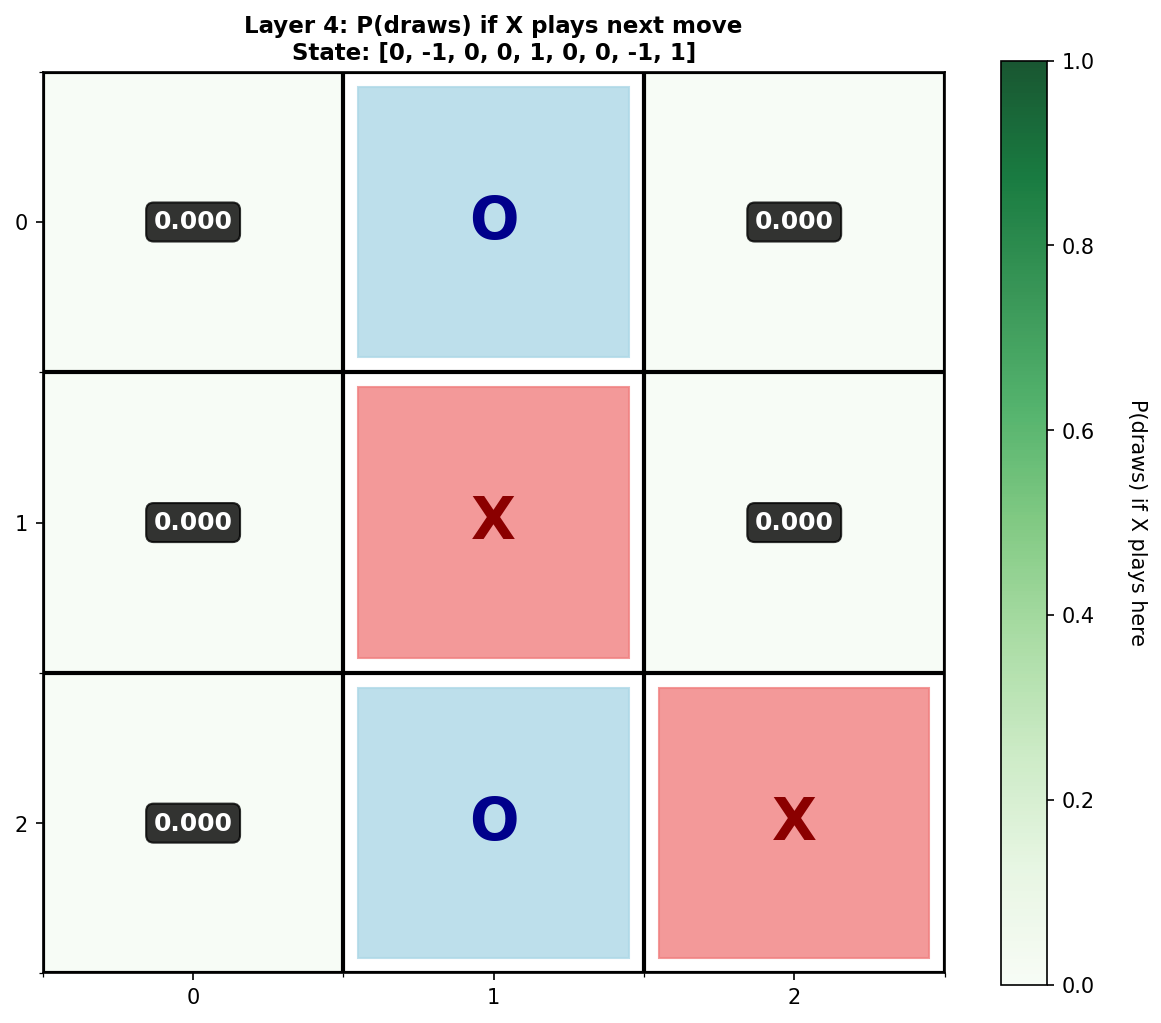 Layer 4: P(draws) if X plays next move
State: [0, -1, 0, 0, 1, 0, 0, -1, 1]
0
0.000
O
0.000
1
0.000
X
0.000
2
0.000
O
X
0
1
2
1.0
0.8
0.6
0.4
0.2
0.0
P(draws) if X plays here